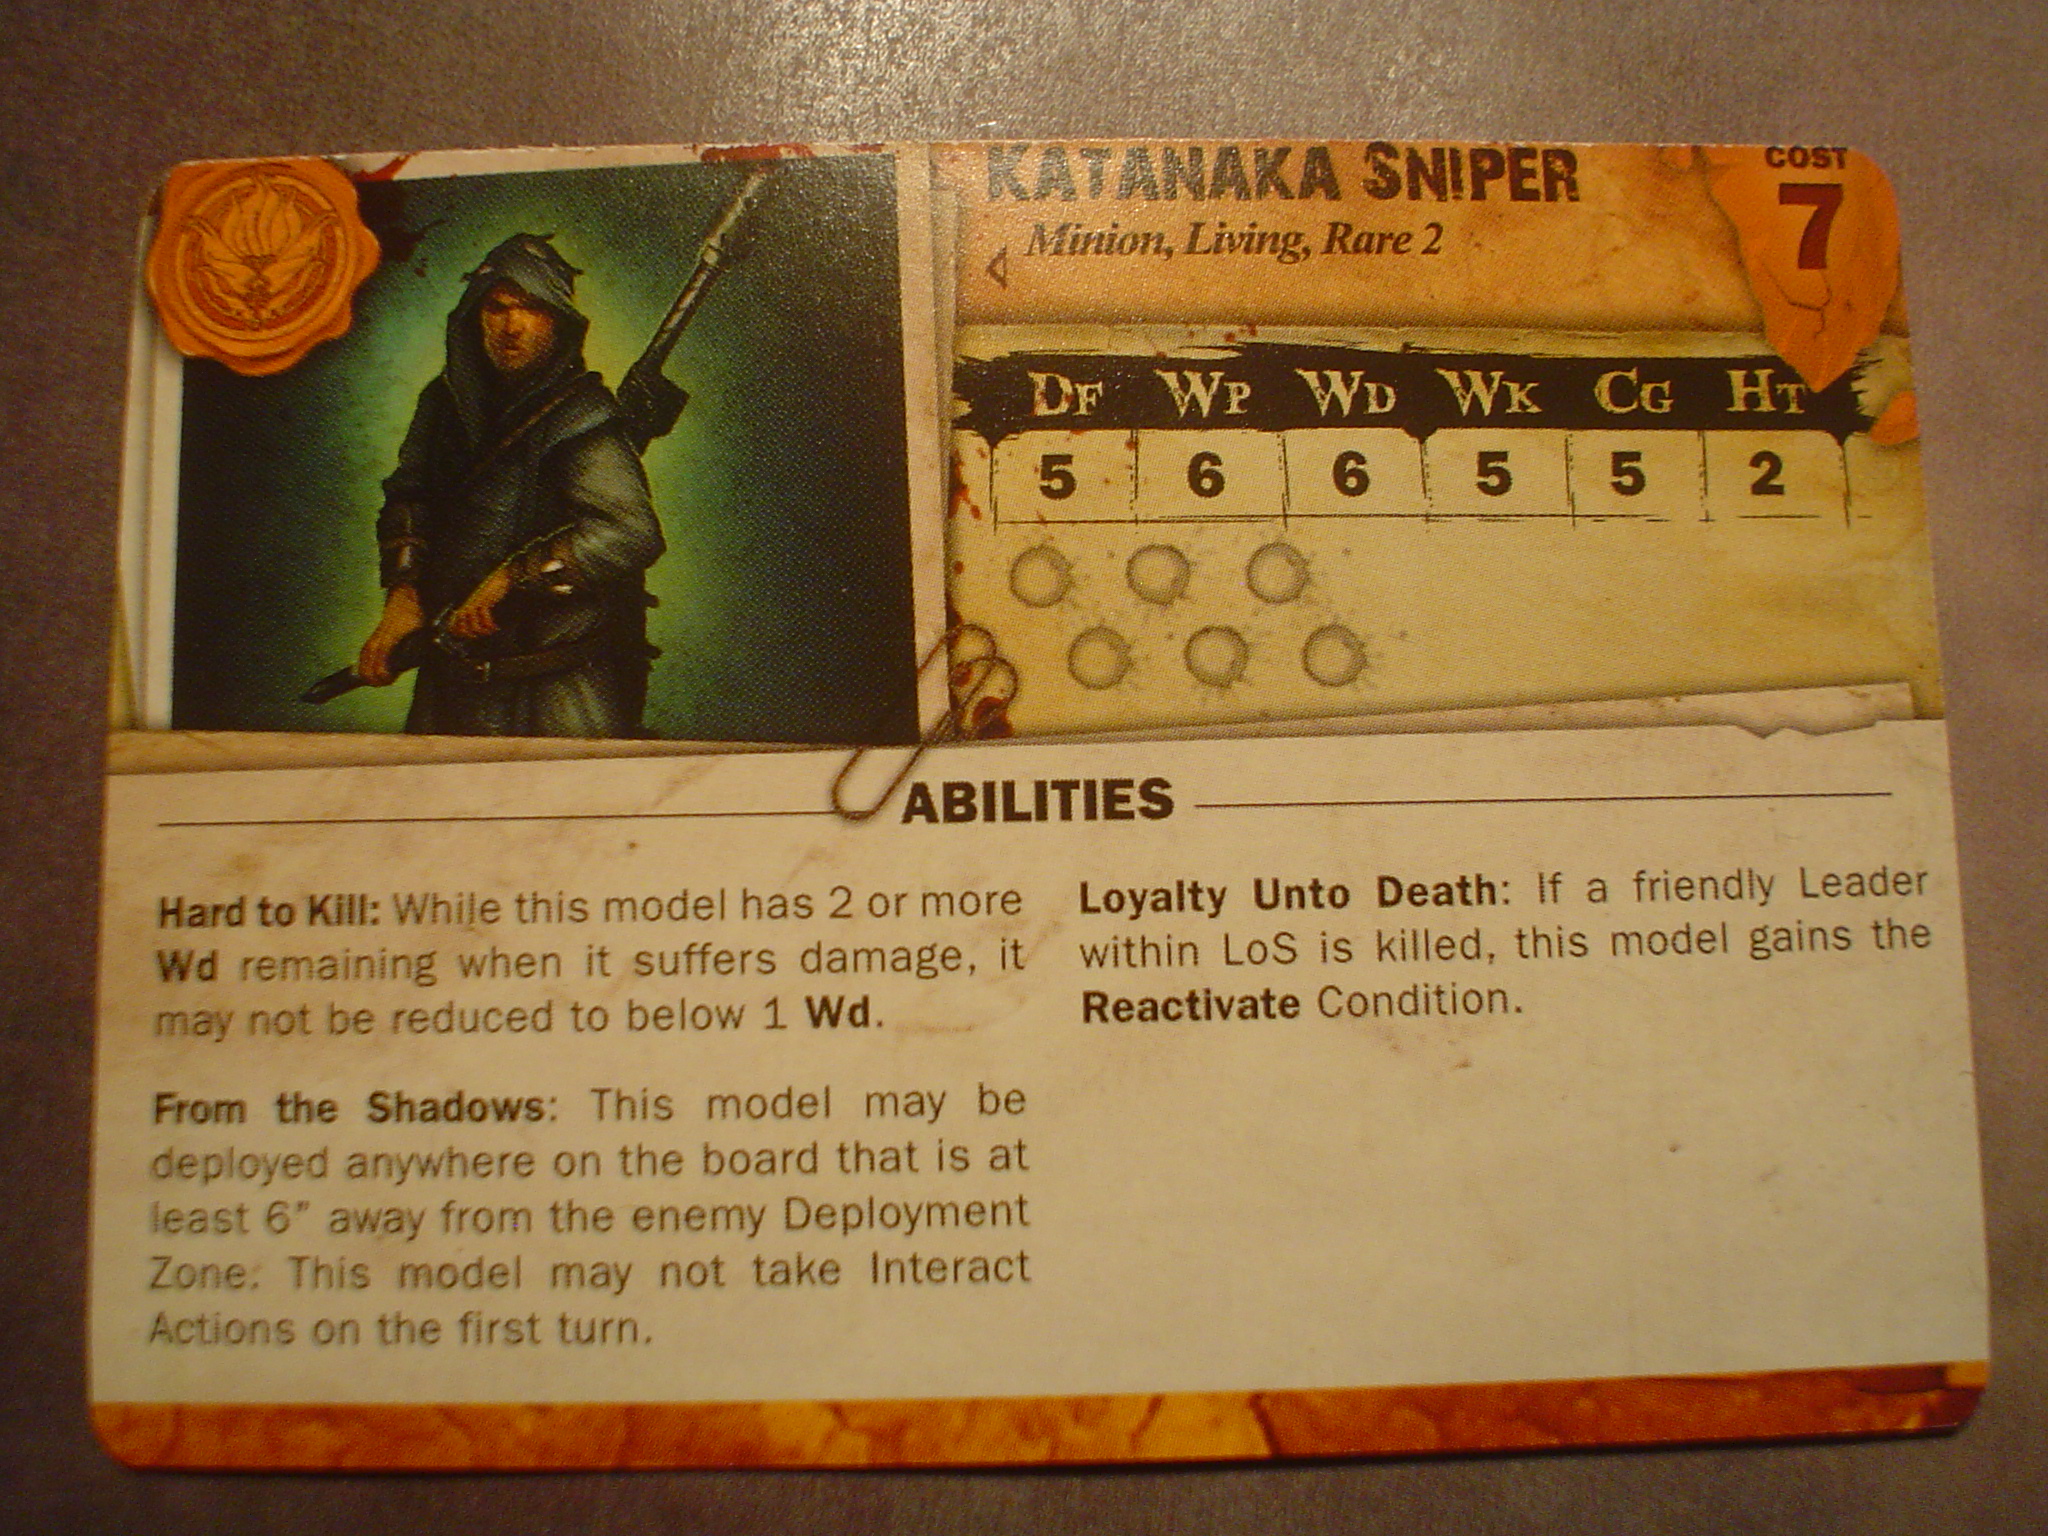 KATANAKA SNIPER
Minion, Living, Rare 2
COST
7
DF WP WD WK CG HT
5 6 6 5 5 2
ABILITIES
Hard to Kill: While this model has 2 or more
Wd remaining when it suffers damage, it
may not be reduced to below 1 Wd.
From the Shadows: This model may be
deployed anywhere on the board that is at
least 6" away from the enemy Deployment
Zone. This model may not take Interact
Actions on the first turn.
Loyalty Unto Death: If a friendly Leader
within LoS is killed, this model gains the
Reactivate Condition.